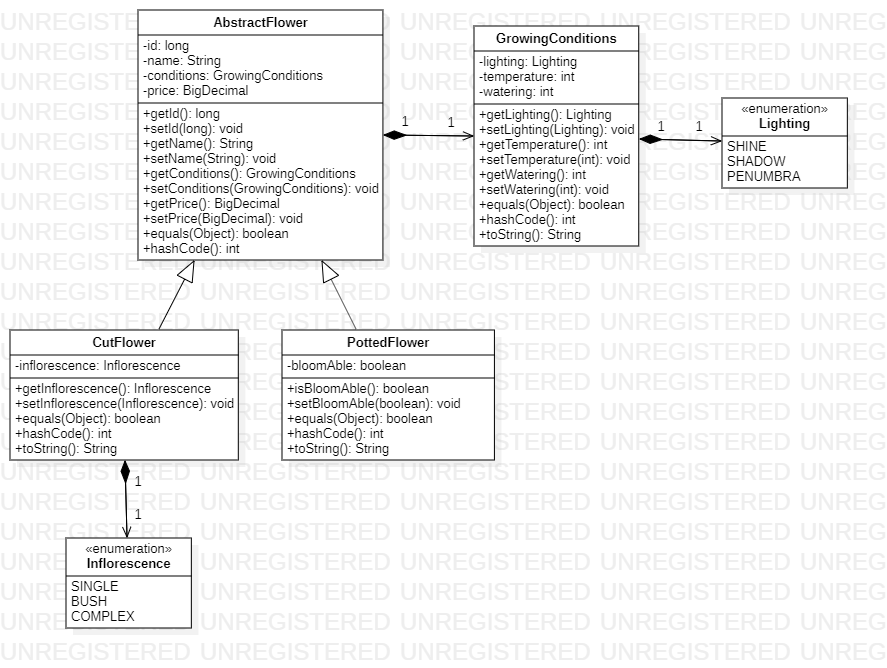 AbstractFlower
-id: long
-name: String
-conditions: GrowingConditions
-price: BigDecimal
+getId(): long
+setId(long): void
+getName(): String
+setName(String): void
+getConditions(): GrowingConditions
+setConditions(GrowingConditions): void
+getPrice(): BigDecimal
+setPrice(BigDecimal): void
+equals(Object): boolean
+hashCode(): int
1
1
GrowingConditions
-lighting: Lighting
-temperature: int
-watering: int
+getLighting(): Lighting
+setLighting(Lighting): void
+getTemperature(): int
+setTemperature(int): void
+getWatering(): int
+setWatering(int): void
+equals(Object): boolean
+hashCode(): int
+toString(): String
1
1
«enumeration»
Lighting
SHINE
SHADOW
PENUMBRA
CutFlower
-inflorescence: Inflorescence
+getInflorescence(): Inflorescence
+setInflorescence(Inflorescence): void
+equals(Object): boolean
+hashCode(): int
+toString(): String
PottedFlower
-bloomAble: boolean
+isBloomAble(): boolean
+setBloomAble(boolean): void
+equals(Object): boolean
+hashCode(): int
+toString(): String
1
1
«enumeration»
Inflorescence
SINGLE
BUSH
COMPLEX
UNREGISTERED